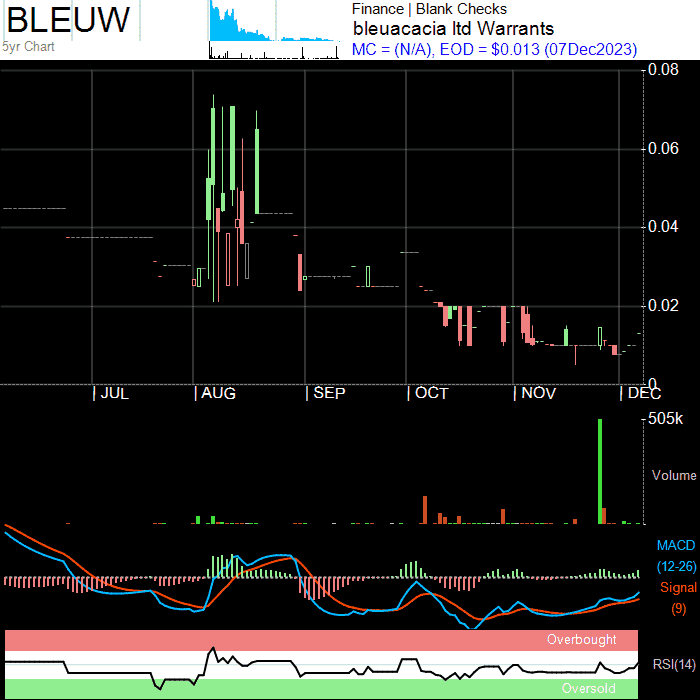 BLEUW
5yr Chart
Finance | Blank Checks
bleuacacia ltd Warrants
MC = (N/A), EOD = $0.013 (07Dec2023)
0.08
0.06
0.04
0.02
0
JUL AUG SEP OCT NOV DEC
505k
Volume
MACD
(12-26)
Signal
(9)
Overbought
RSI(14)
Oversold